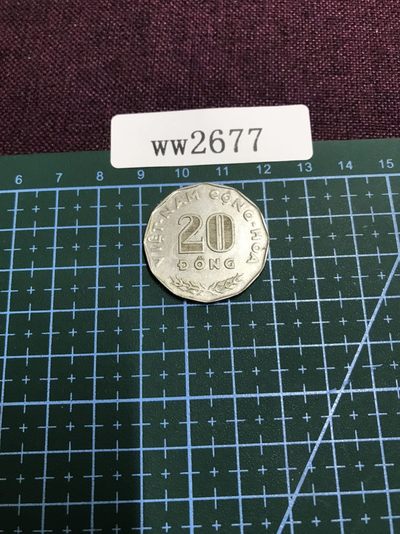 ww2677
6 7 8 9 10 11 12 13 14 15
VIỆT-NAM CỘNG-HÒA
20
ĐỒNG